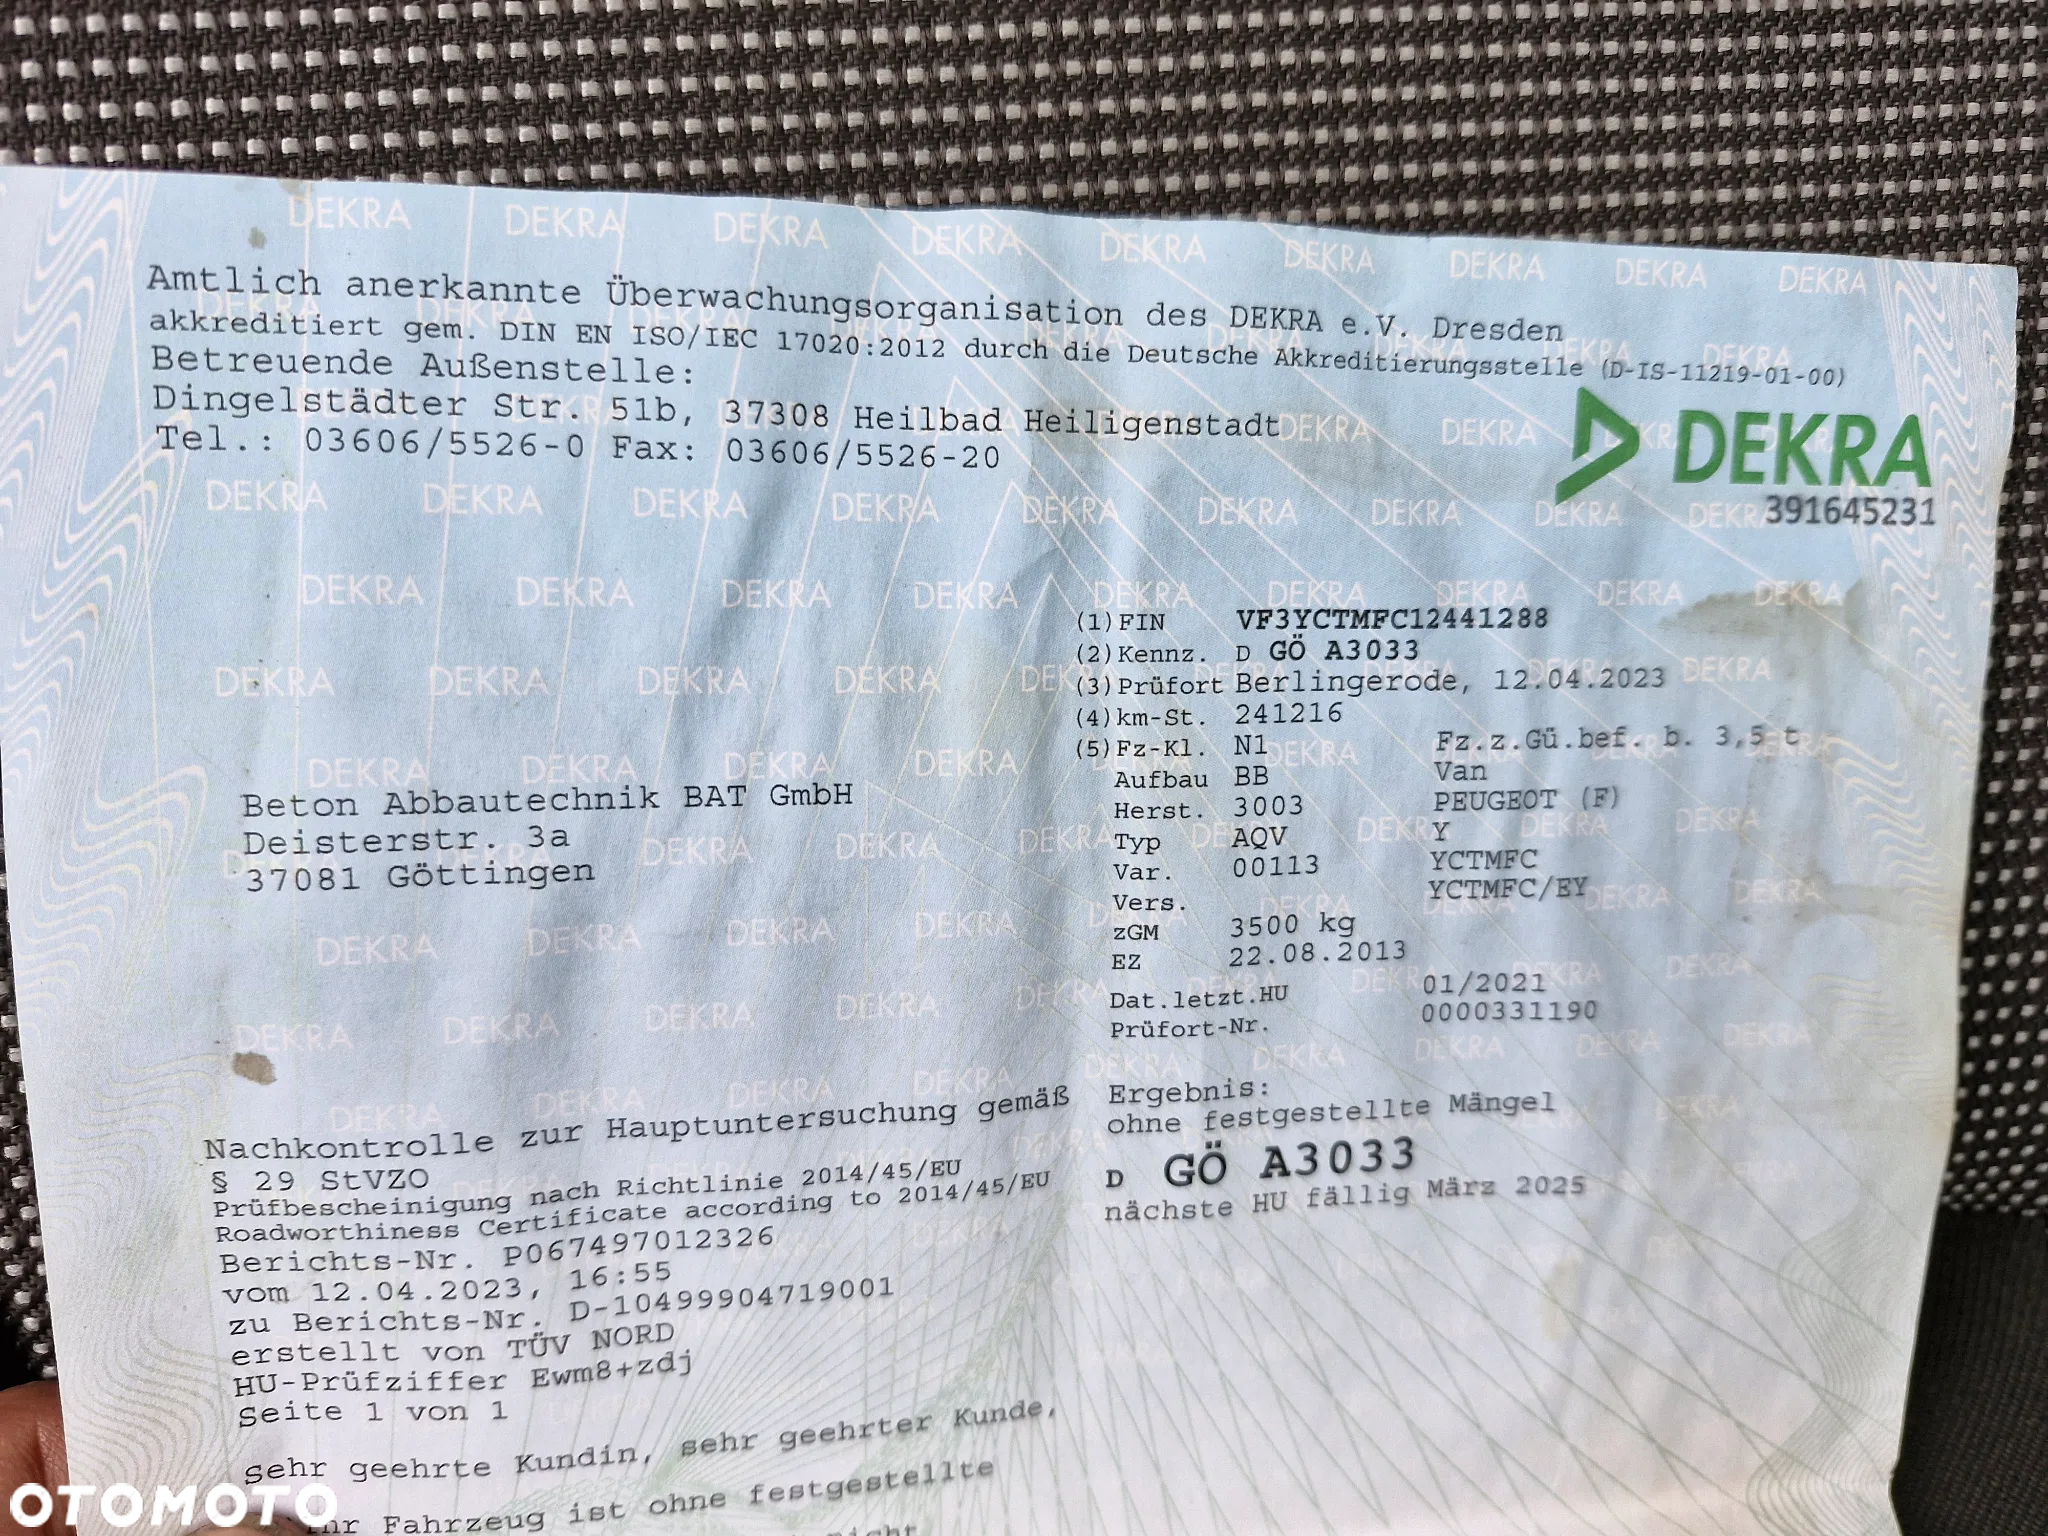 Amtlich anerkannte Überwachungsorganisation des DEKRA e.V. Dresden
akkreditiert gem. DIN EN ISO/IEC 17020:2012 durch die Deutsche Akkreditierungsstelle (D-IS-11219-01-00)
Betreuende Außenstelle:
Dingelstädter Str. 51b, 37308 Heilbad Heiligenstadt
Tel.: 03606/5526-0 Fax: 03606/5526-20
DEKRA
391645231
(1) FIN VF3YCTMFC12441288
(2) Kennz. D GÖ A3033
(3) Prüfort Berlingerode, 12.04.2023
(4) km-St. 241216
(5) Fz-Kl. N1 Fz.z.Gü.bef. b. 3,5 t
Aufbau BB Van
Herst. 3003 PEUGEOT (F)
Typ AQV Y
Var. 00113 YCTMFC
Vers. YCTMFC/EY
zGM 3500 kg
EZ 22.08.2013
Dat.letzt.HU 01/2021
Prüfort-Nr. 0000331190
Beton Abbautechnik BAT GmbH
Deisterstr. 3a
37081 Göttingen
Nachkontrolle zur Hauptuntersuchung gemäß
§ 29 StVZO
Prüfbescheinigung nach Richtlinie 2014/45/EU
Roadworthiness Certificate according to 2014/45/EU
Berichts-Nr. P067497012326
vom 12.04.2023, 16:55
zu Berichts-Nr. D-10499904719001
erstellt von TÜV NORD
HU-Prüfziffer Ewm8+zdj
Seite 1 von 1
Ergebnis:
ohne festgestellte Mängel
D GÖ A3033
nächste HU fällig März 2025
sehr geehrte Kundin, sehr geehrter Kunde,
Fahrzeug ist ohne festgestellte
OTOMOTO